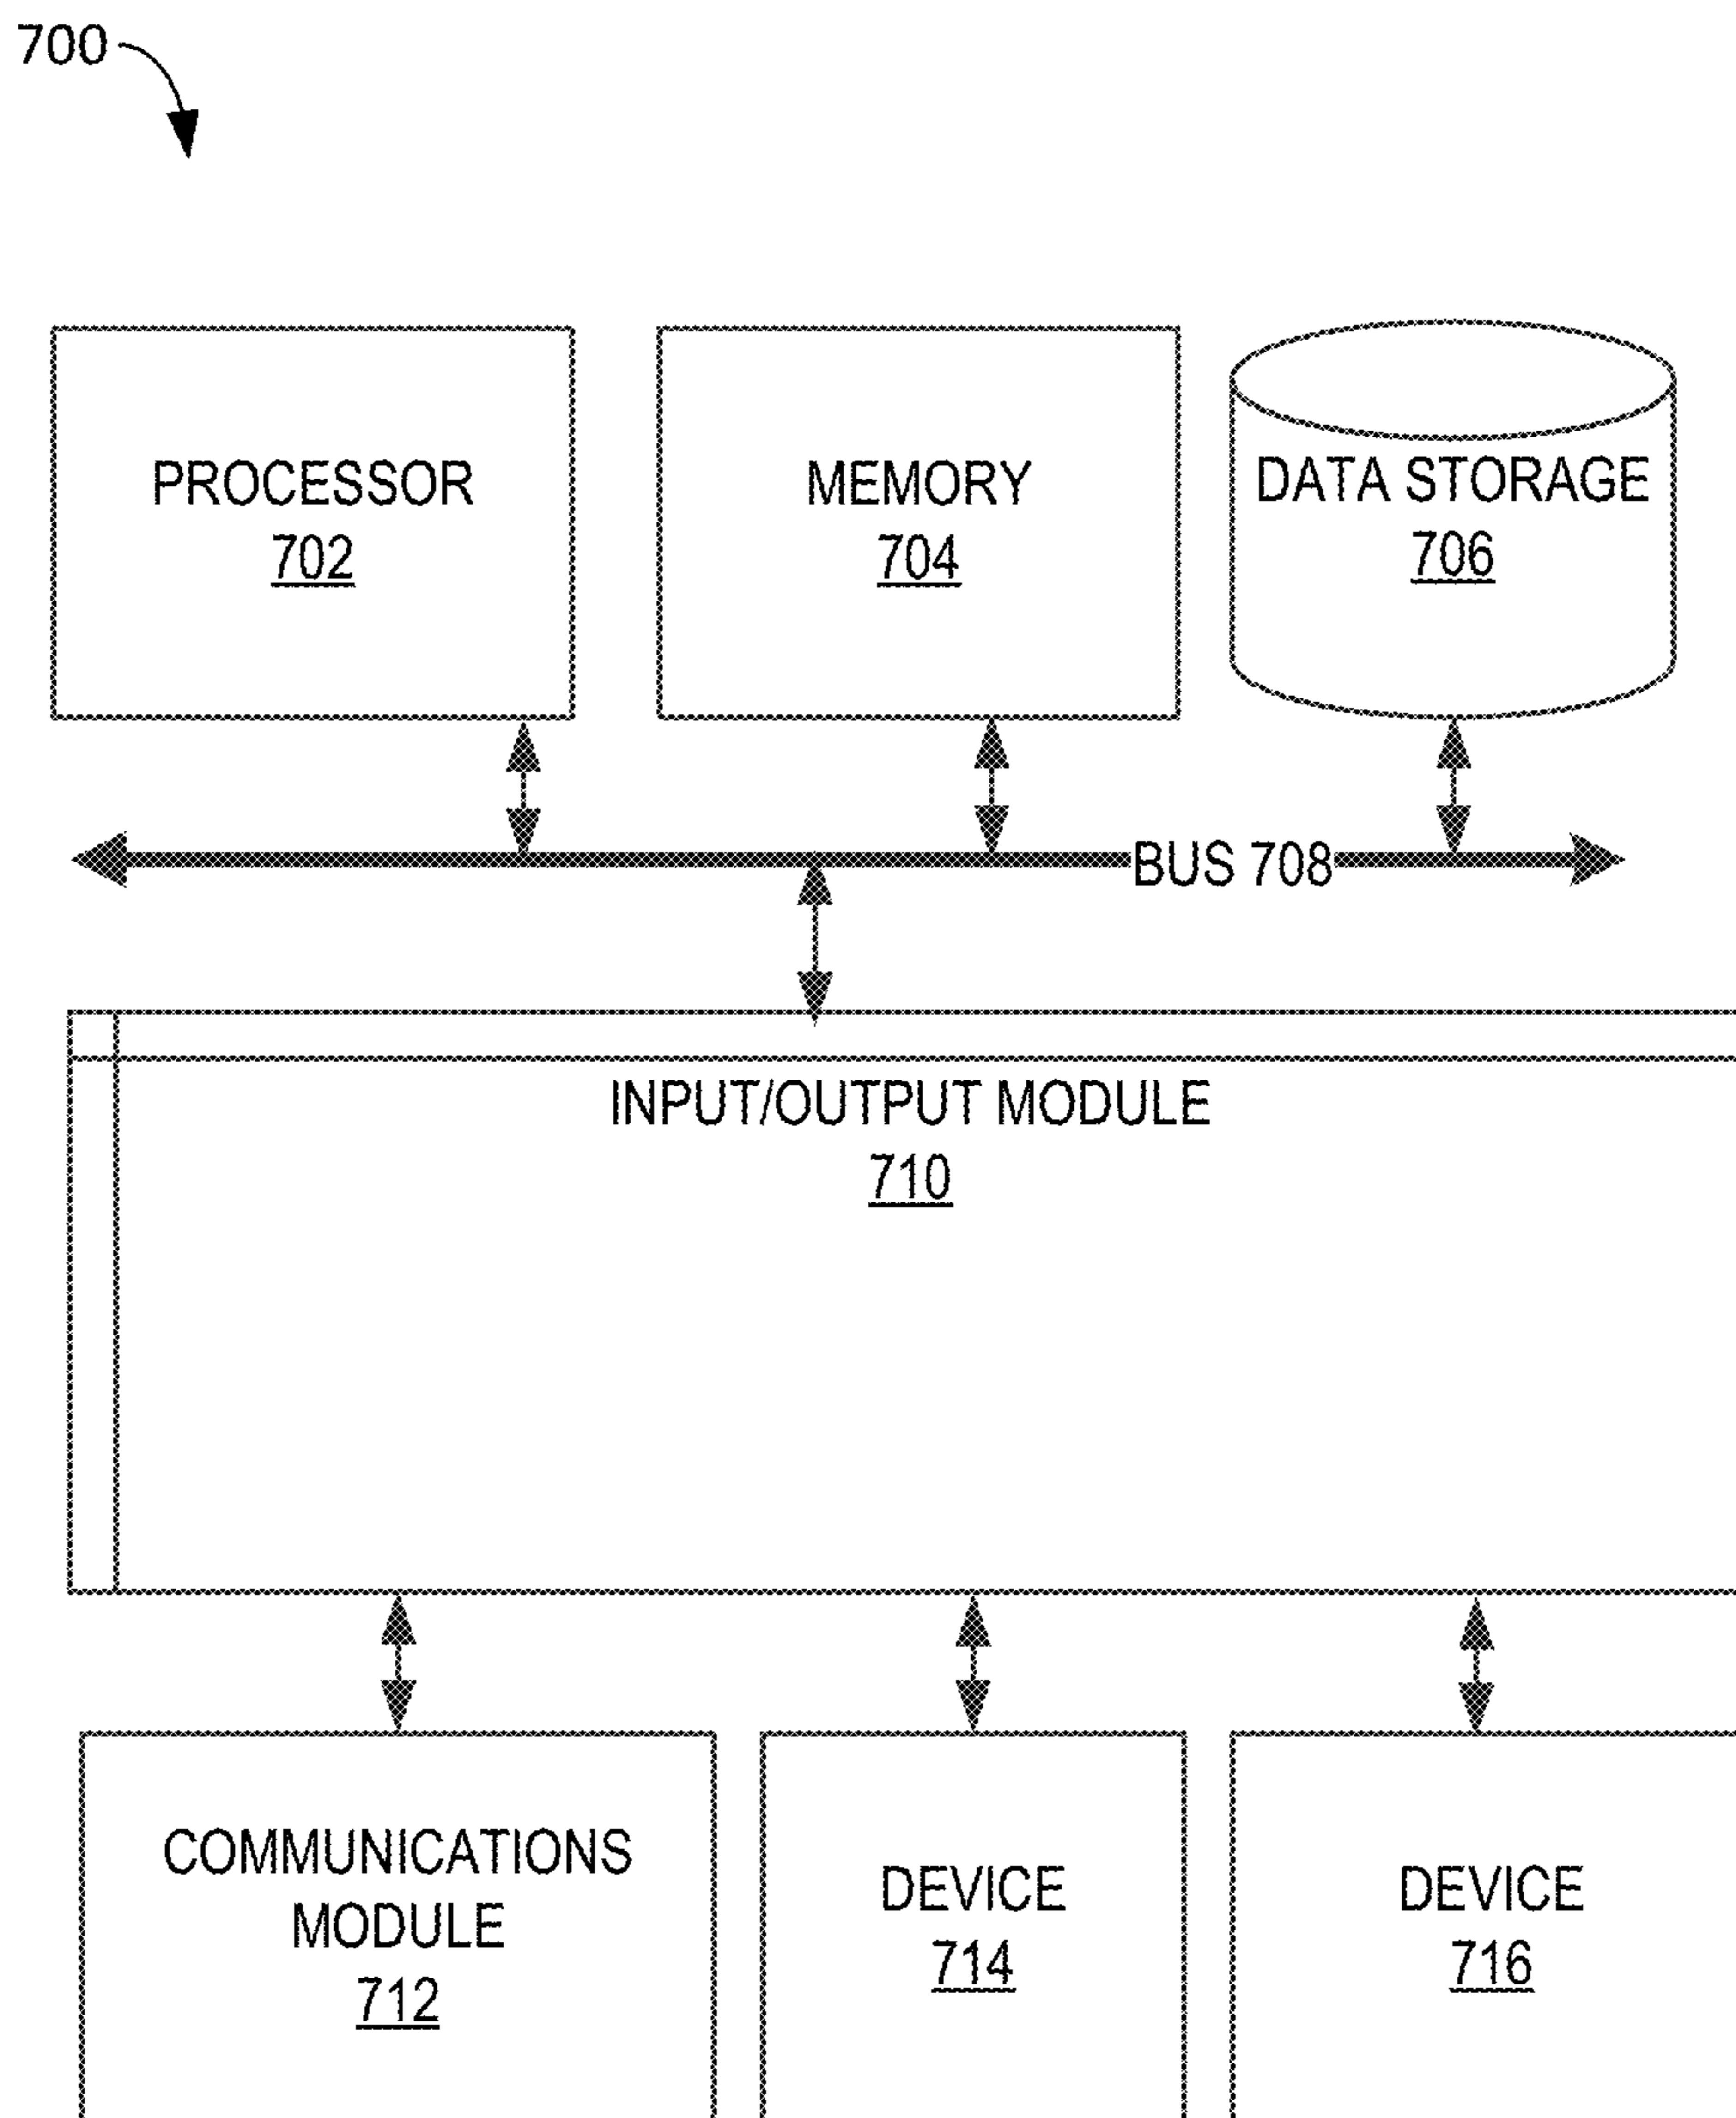 700
PROCESSOR
702
MEMORY
704
DATA STORAGE
706
BUS 708
INPUT/OUTPUT MODULE
710
COMMUNICATIONS
MODULE
712
DEVICE
714
DEVICE
716